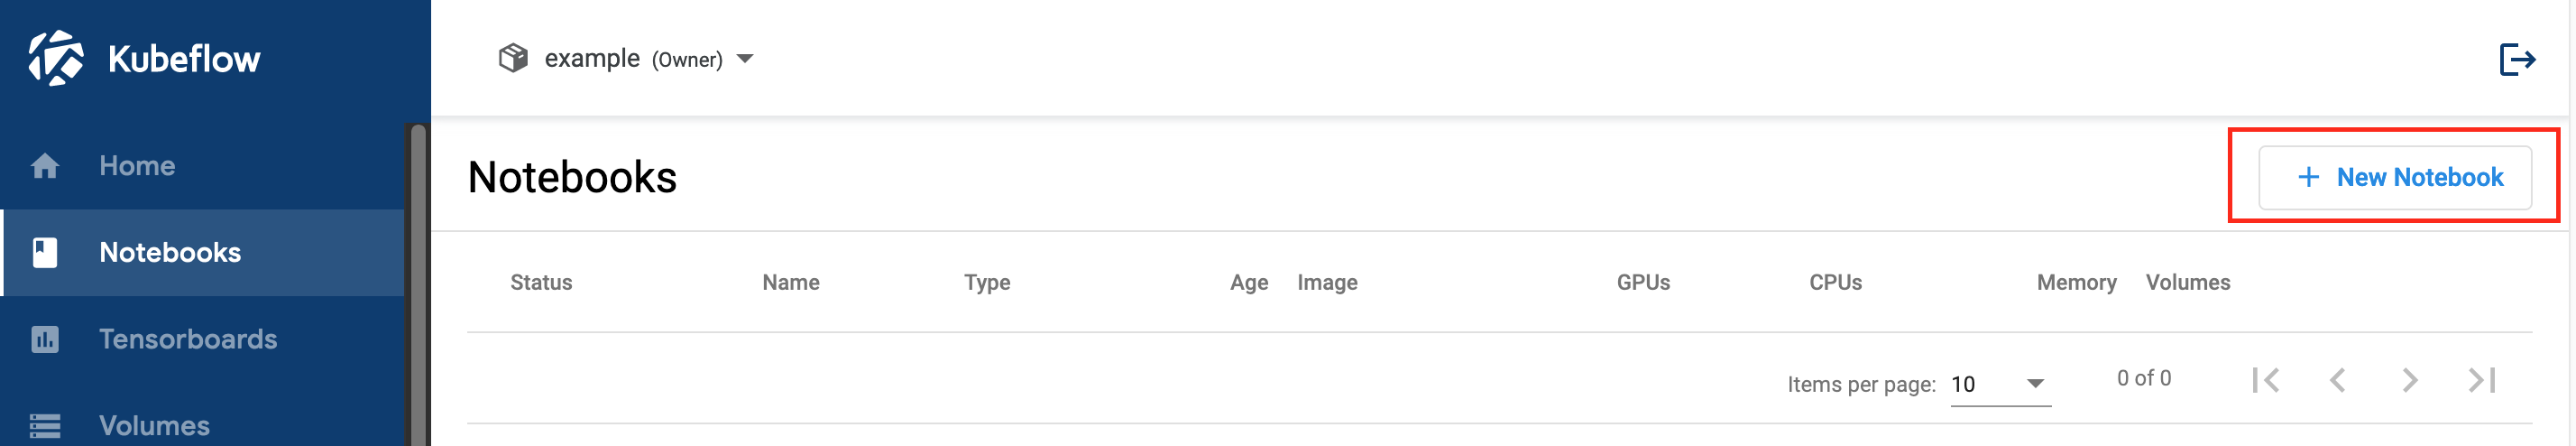 Kubeflow
example (Owner)
Home
Notebooks
Tensorboards
Volumes
Notebooks
+ New Notebook
Status Name Type Age Image GPUs CPUs Memory Volumes
Items per page: 10 0 of 0